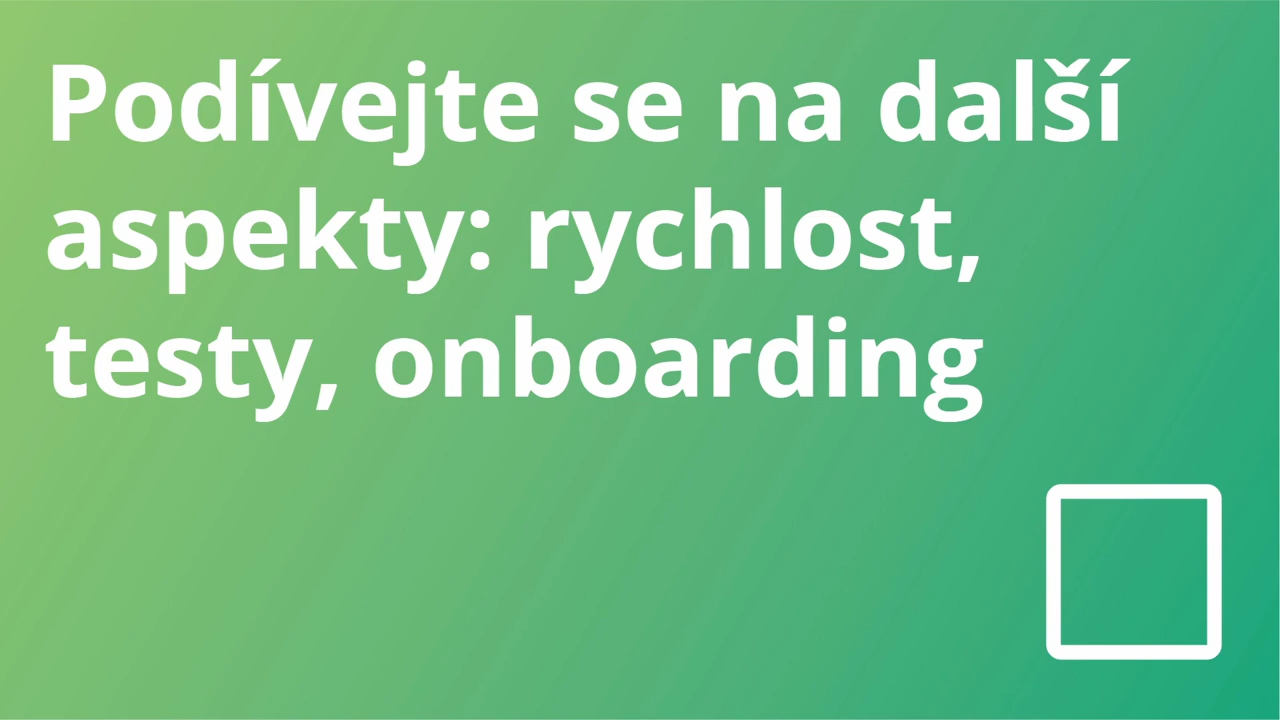 Podívejte se na další
aspekty: rychlost,
testy, onboarding